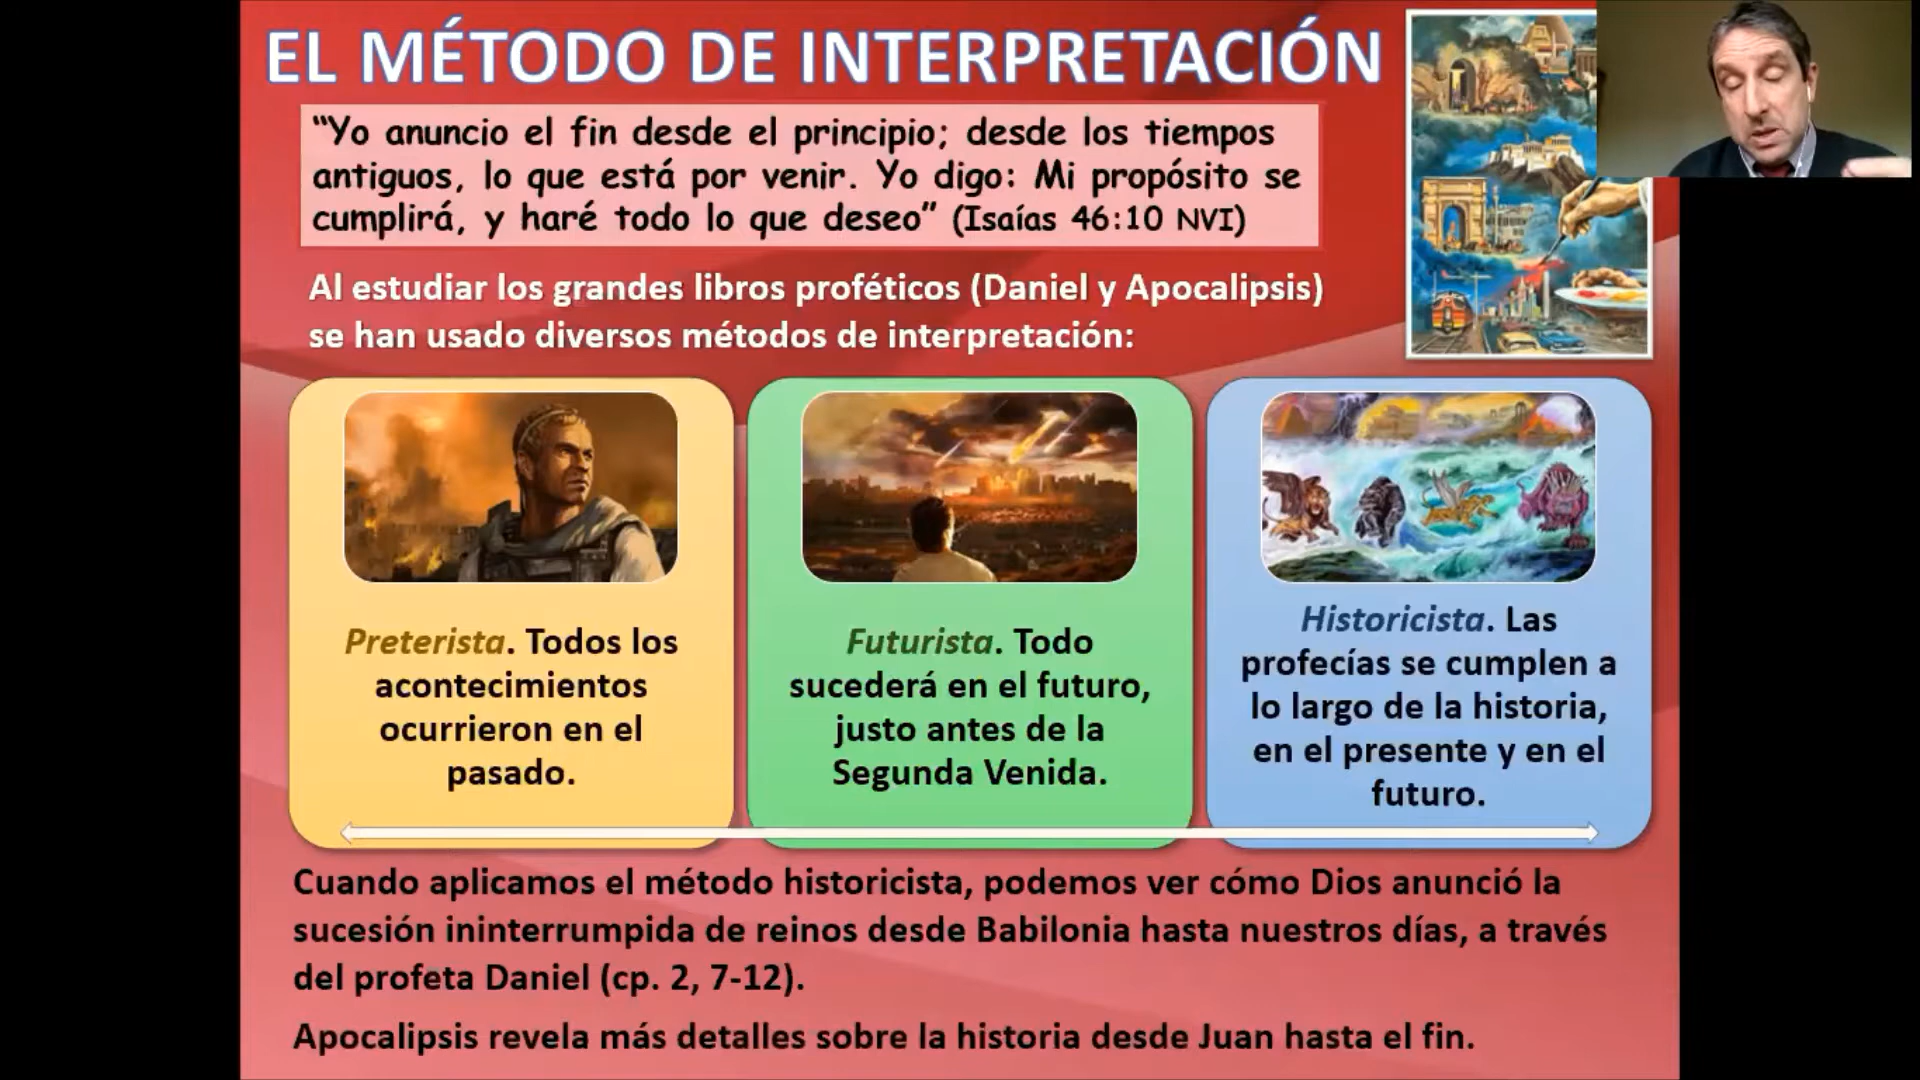 EL MÉTODO DE INTERPRETACIÓN
“Yo anuncio el fin desde el principio; desde los tiempos
antiguos, lo que está por venir. Yo digo: Mi propósito se
cumplirá, y haré todo lo que deseo” (Isaías 46:10 NVI)
Al estudiar los grandes libros proféticos (Daniel y Apocalipsis)
se han usado diversos métodos de interpretación:
Preterista. Todos los
acontecimientos
ocurrieron en el
pasado.
Futurista. Todo
sucederá en el futuro,
justo antes de la
Segunda Venida.
Historicista. Las
profecías se cumplen a
lo largo de la historia,
en el presente y en el
futuro.
Cuando aplicamos el método historicista, podemos ver cómo Dios anunció la
sucesión ininterrumpida de reinos desde Babilonia hasta nuestros días, a través
del profeta Daniel (cp. 2, 7-12).
Apocalipsis revela más detalles sobre la historia desde Juan hasta el fin.